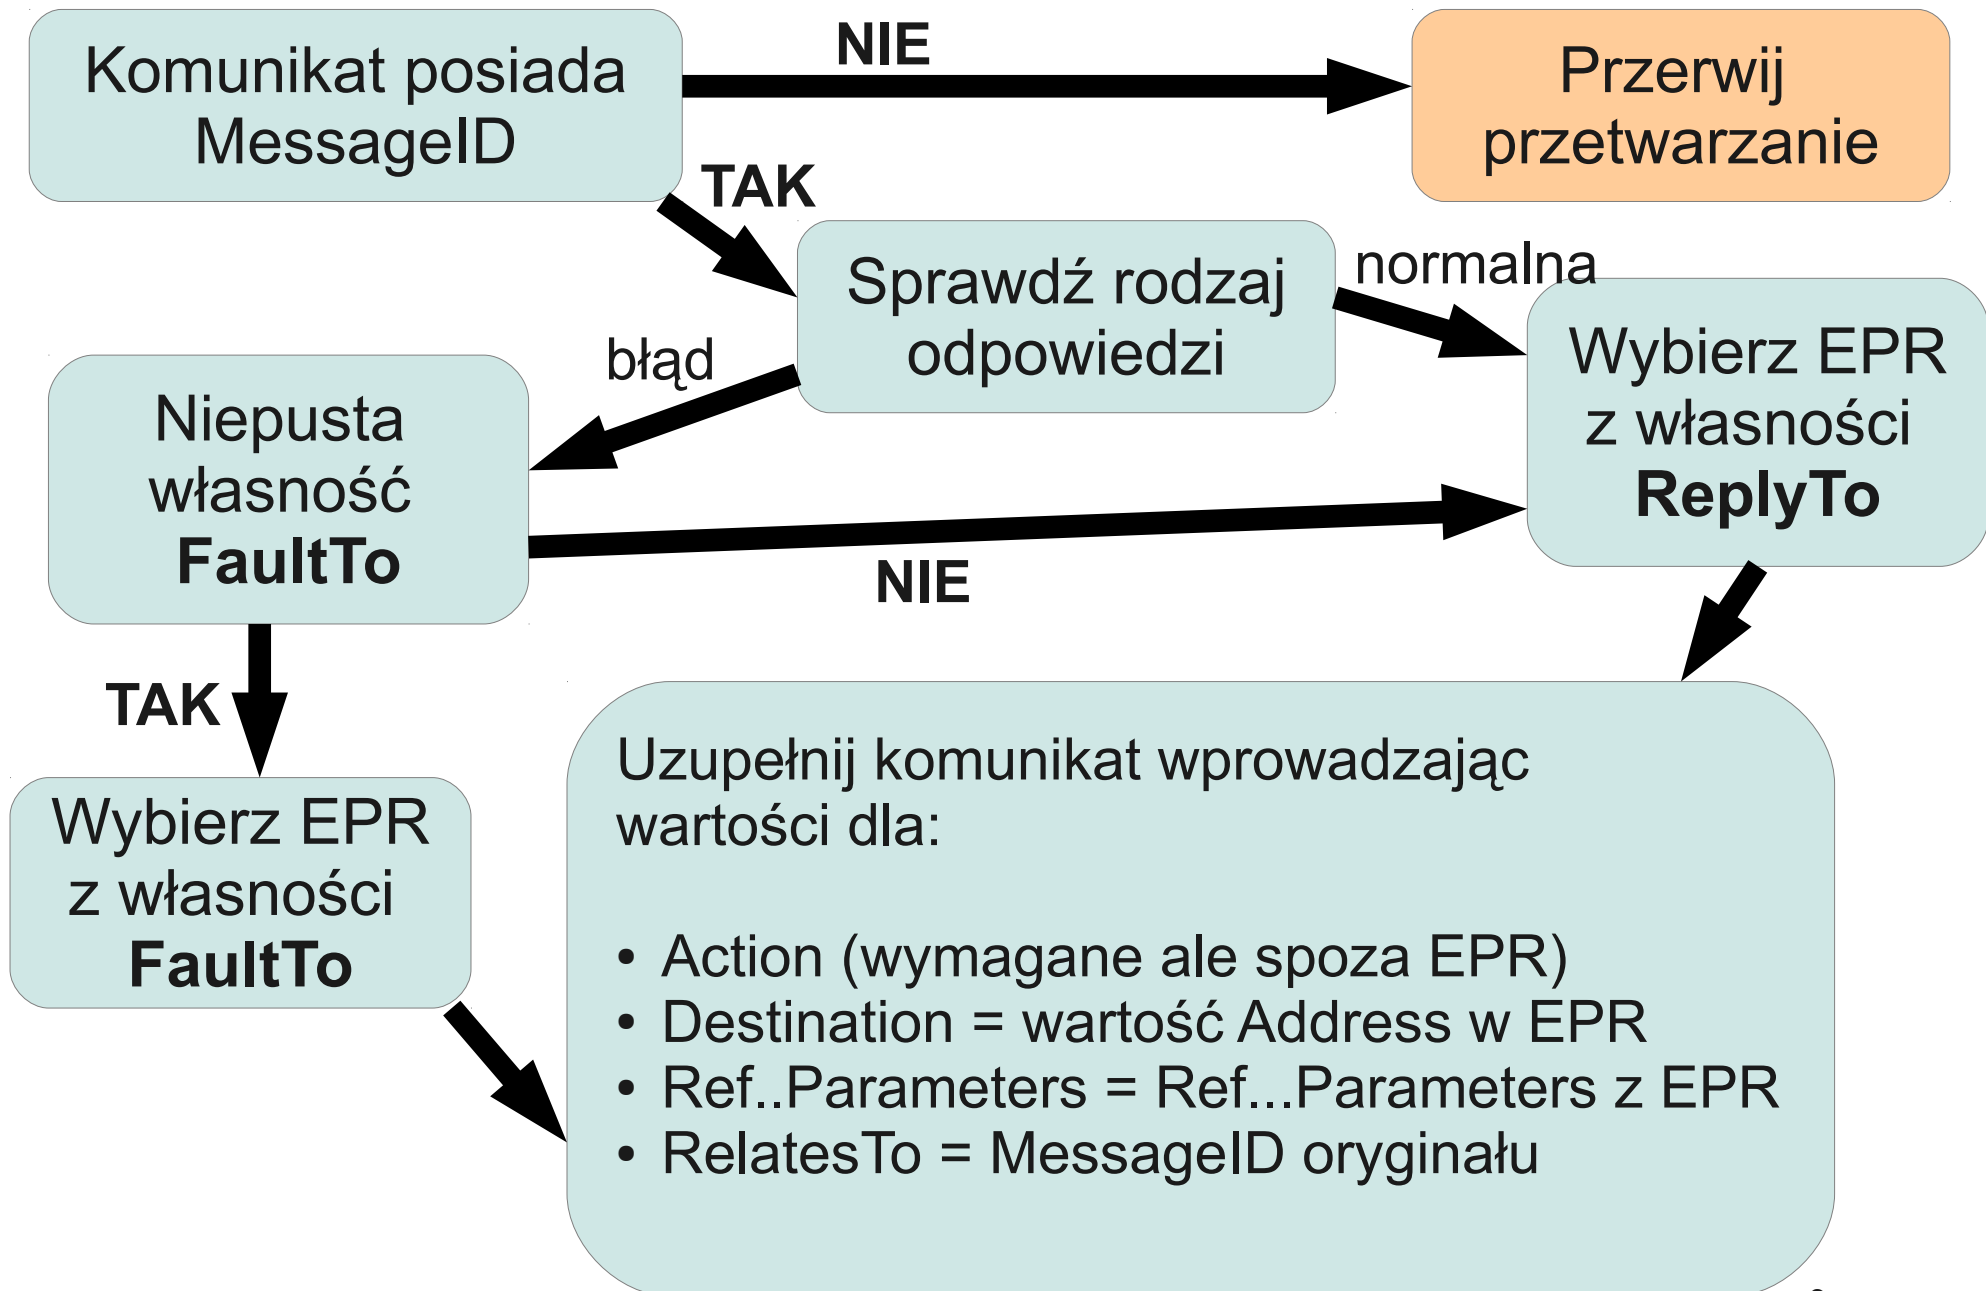 Komunikat posiada
MessageID
NIE
Przerwij
przetwarzanie
TAK
Sprawdź rodzaj
odpowiedzi
normalna
Wybierz EPR
z własności
ReplyTo
błąd
Niepusta
własność
FaultTo
NIE
TAK
Wybierz EPR
z własności
FaultTo
Uzupełnij komunikat wprowadzając
wartości dla:
• Action (wymagane ale spoza EPR)
• Destination = wartość Address w EPR
• Ref..Parameters = Ref...Parameters z EPR
• RelatesTo = MessageID oryginału